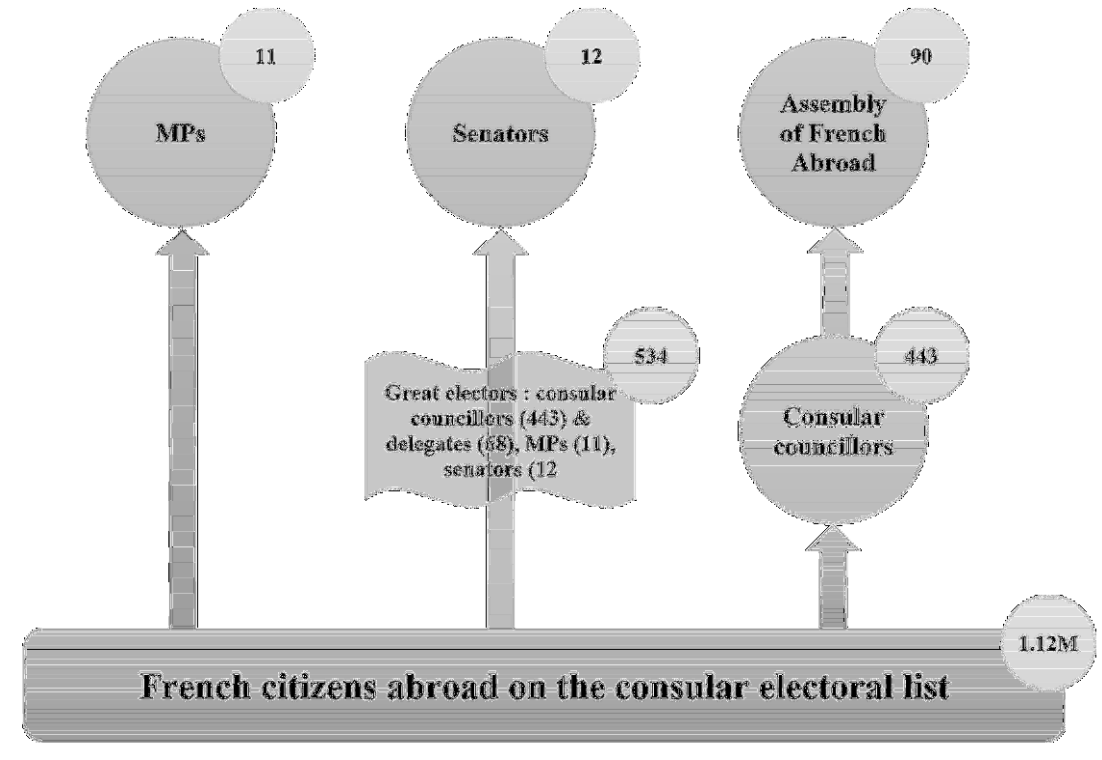 11
MPs
12
Senators
90
Assembly
of French
Abroad
534
Great electors : consular
councillors (443) &
delegates (68), MPs (11),
senators (12
443
Consular
councillors
1.12M
French citizens abroad on the consular electoral list